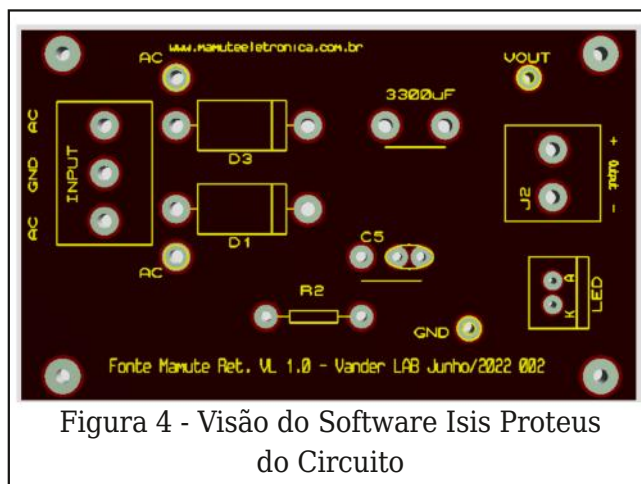 www.mamuteeletronica.com.br
AC
VOUT
3300uF
AC
GND
AC
INPUT
D3
D1
+ Output -
J2
C5
AC
R2
A
K
LED
GND
Fonte Mamute Ret. VL 1.0 - Vander LAB Junho/2022 002
Figura 4 - Visão do Software Isis Proteus
do Circuito